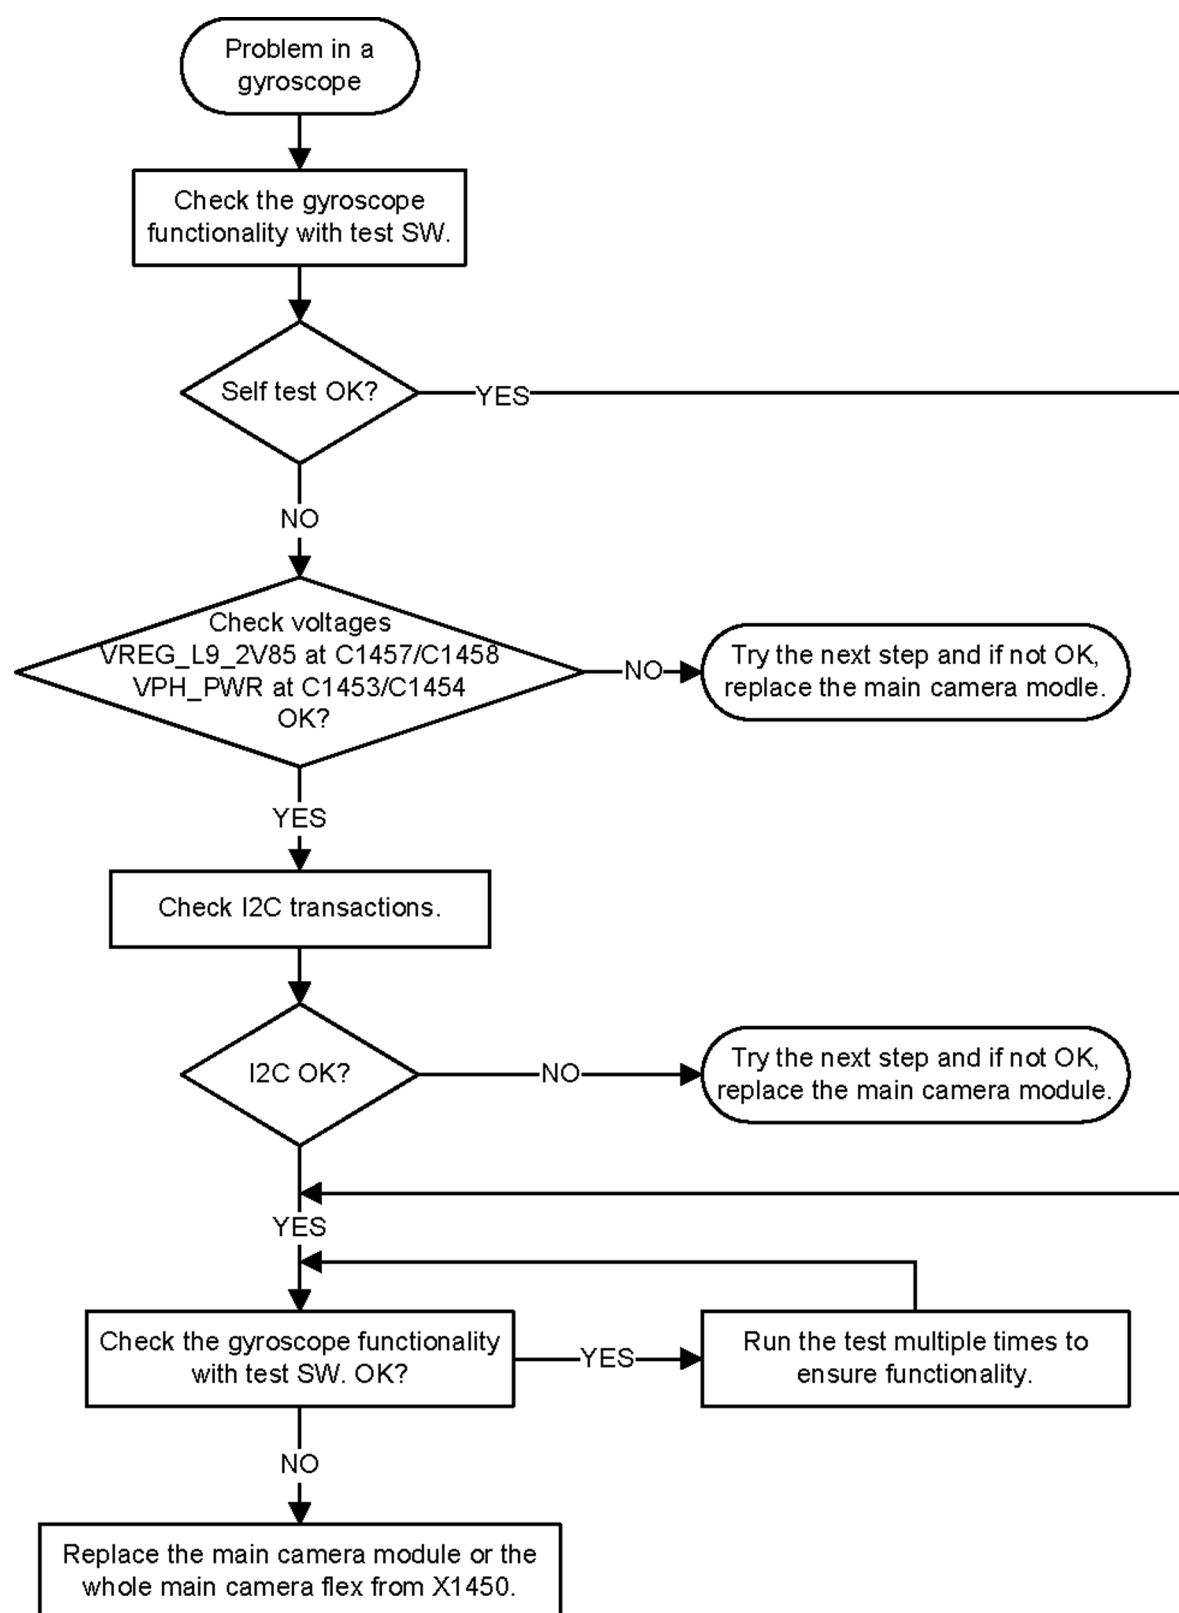 Problem in a
gyroscope
Check the gyroscope
functionality with test SW.
Self test OK?
YES
NO
Check voltages
VREG_L9_2V85 at C1457/C1458
VPH_PWR at C1453/C1454
OK?
NO
Try the next step and if not OK,
replace the main camera modle.
YES
Check I2C transactions.
I2C OK?
NO
Try the next step and if not OK,
replace the main camera module.
YES
Check the gyroscope functionality
with test SW. OK?
YES
Run the test multiple times to
ensure functionality.
NO
Replace the main camera module or the
whole main camera flex from X1450.